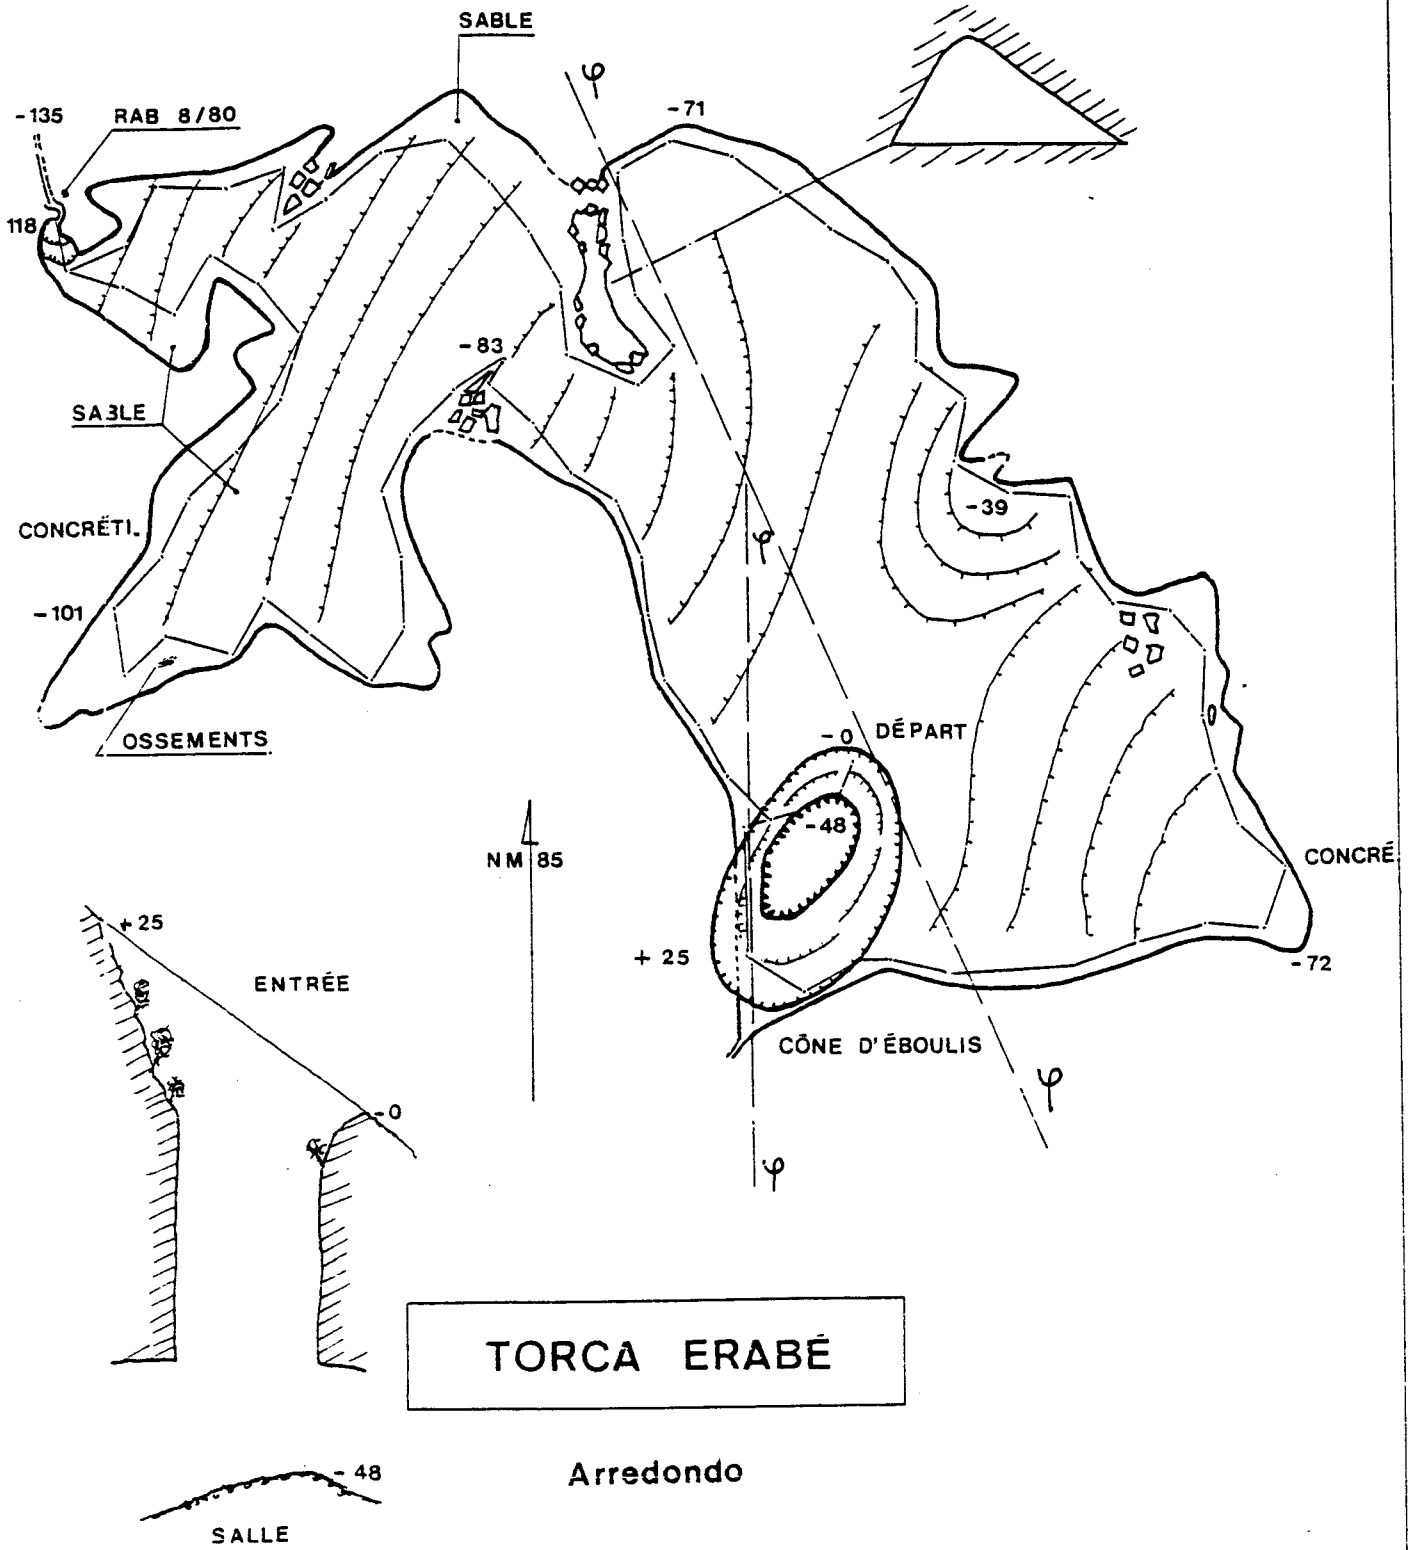 SABLE
φ
-71
-135
RAB 8/80
118
-83
SABLE
CONCRÉTI.
-39
φ
-101
OSSEMENTS
-0 DÉPART
-48
NM 85
CONCRÉ
+25
ENTRÉE
+ 25
-72
CÔNE D'ÉBOULIS
φ
-0
φ
TORCA ERABÉ
Arredondo
- 48
SALLE